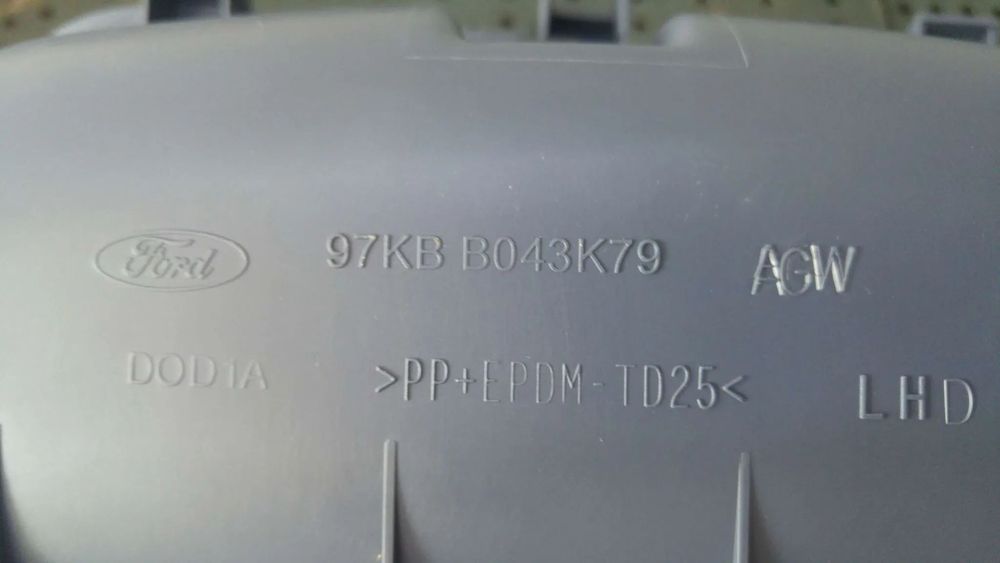 Ford 97KB B043K79 AGW
DOD1A >PP+EPDM-TD25< LHD